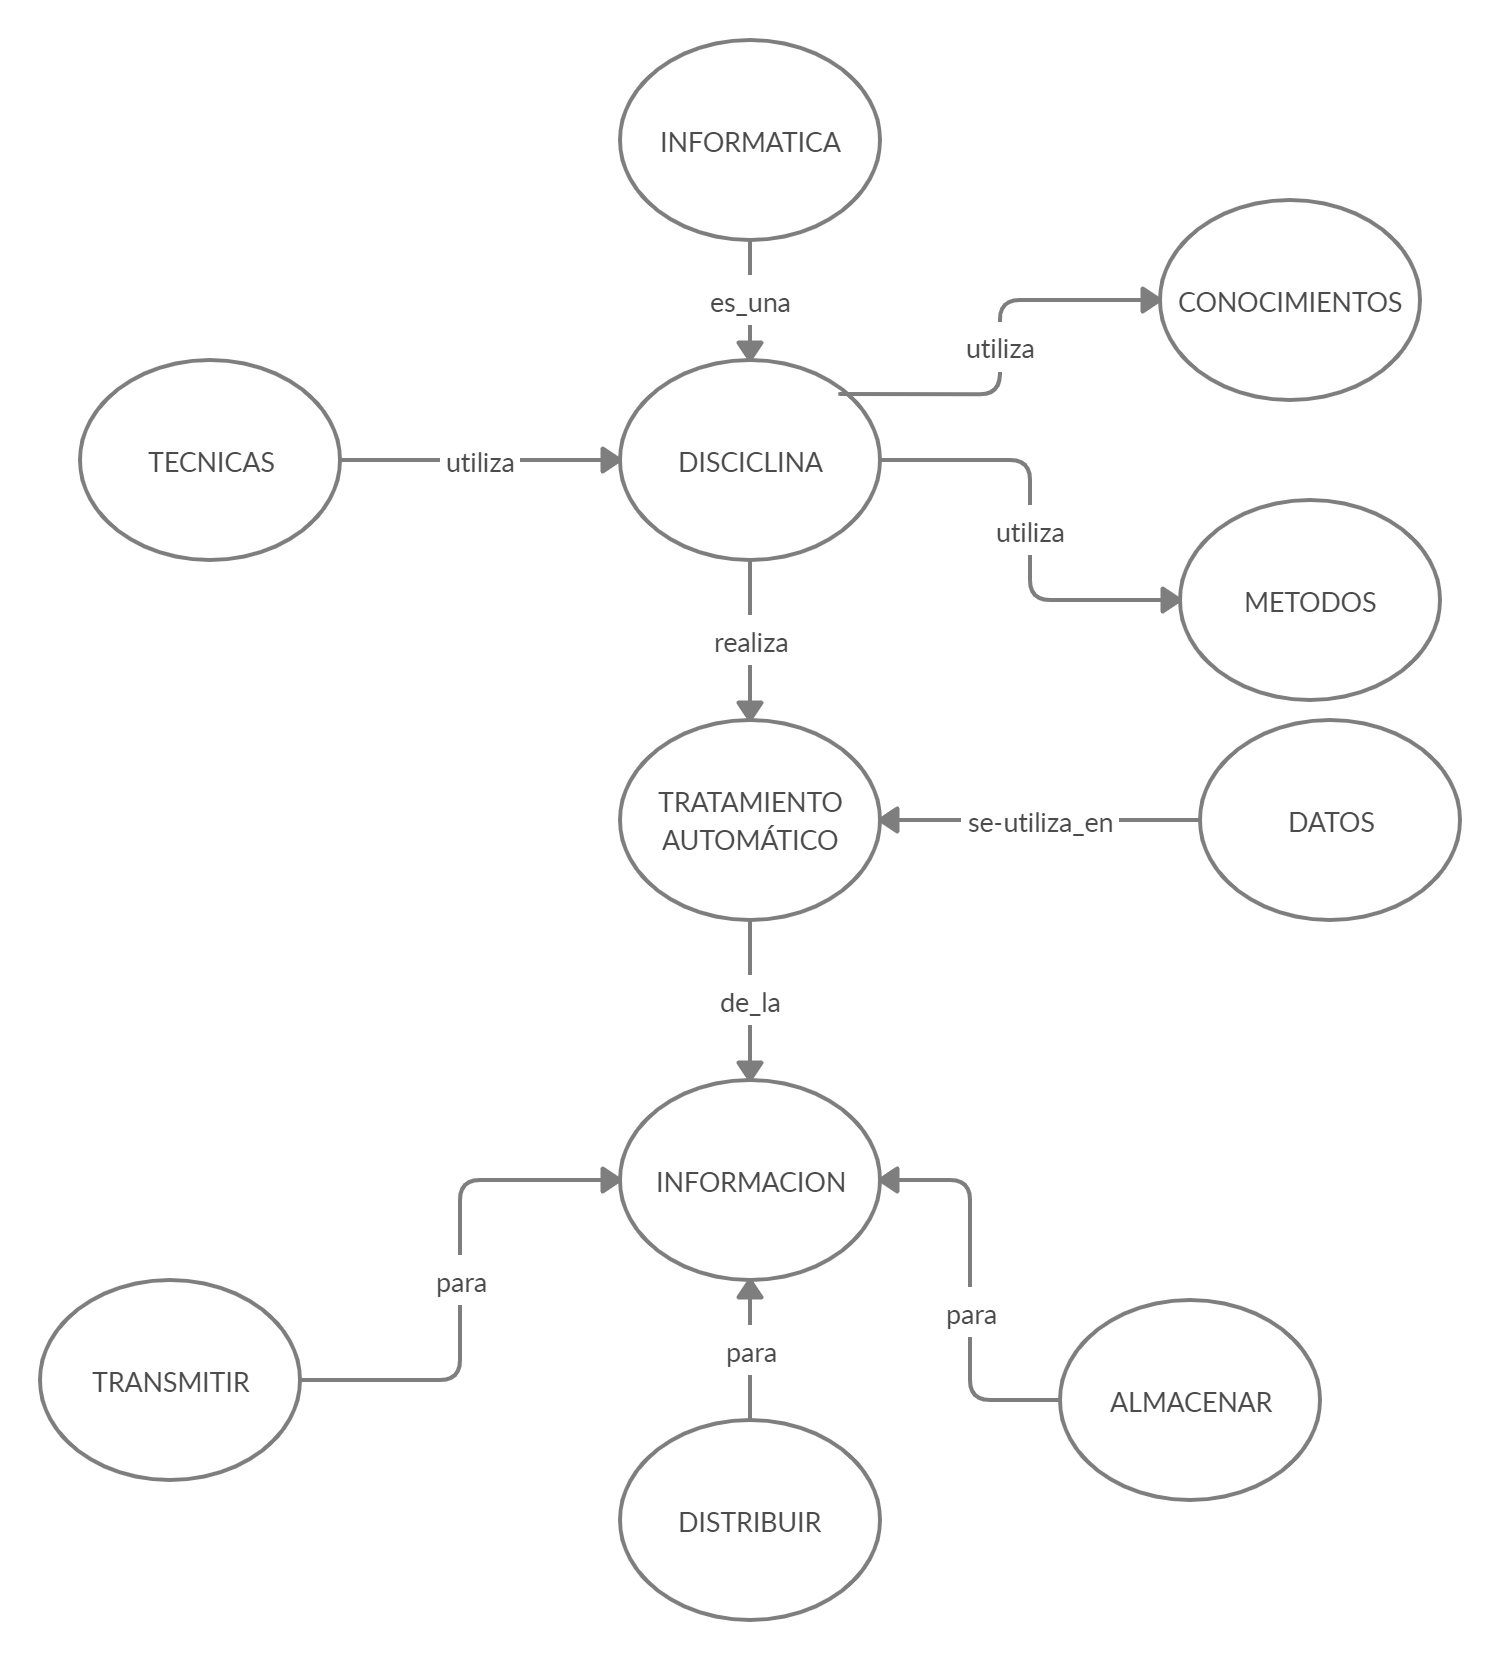 INFORMATICA
es_una
CONOCIMIENTOS
utiliza
TECNICAS
utiliza
DISCICLINA
utiliza
METODOS
realiza
TRATAMIENTO
AUTOMÁTICO
se-utiliza_en
DATOS
de_la
INFORMACION
para
para
TRANSMITIR
para
ALMACENAR
DISTRIBUIR